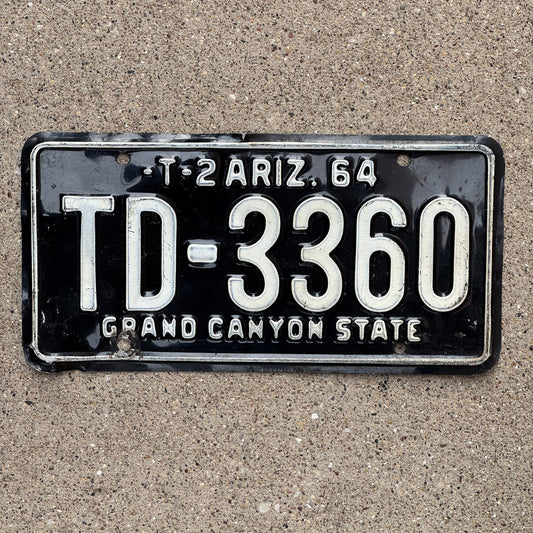 ·T-2 ARIZ. 64
TD-3360
GRAND CANYON STATE